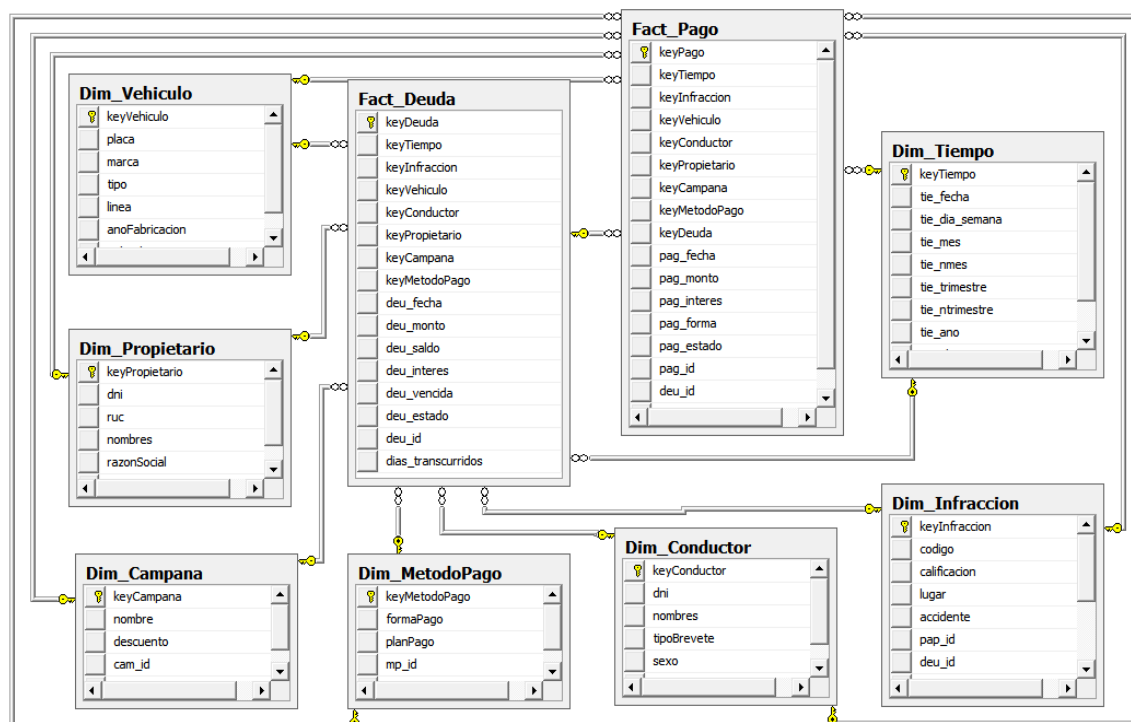 Fact_Pago
keyPago
keyTiempo
keyInfraccion
keyVehiculo
keyConductor
keyPropietario
keyCampana
keyMetodoPago
keyDeuda
pag_fecha
pag_monto
pag_interes
pag_forma
pag_estado
pag_id
deu_id
Dim_Vehiculo
keyVehiculo
placa
marca
tipo
linea
anoFabricacion
Fact_Deuda
keyDeuda
keyTiempo
keyInfraccion
keyVehiculo
keyConductor
keyPropietario
keyCampana
keyMetodoPago
deu_fecha
deu_monto
deu_saldo
deu_interes
deu_vencida
deu_estado
deu_id
dias_transcurridos
Dim_Tiempo
keyTiempo
tie_fecha
tie_dia_semana
tie_mes
tie_nmes
tie_trimestre
tie_ntrimestre
tie_ano
Dim_Propietario
keyPropietario
dni
ruc
nombres
razonSocial
Dim_Campana
keyCampana
nombre
descuento
cam_id
Dim_MetodoPago
keyMetodoPago
formaPago
planPago
mp_id
Dim_Conductor
keyConductor
dni
nombres
tipoBrevete
sexo
Dim_Infraccion
keyInfraccion
codigo
calificacion
lugar
accidente
pap_id
deu_id